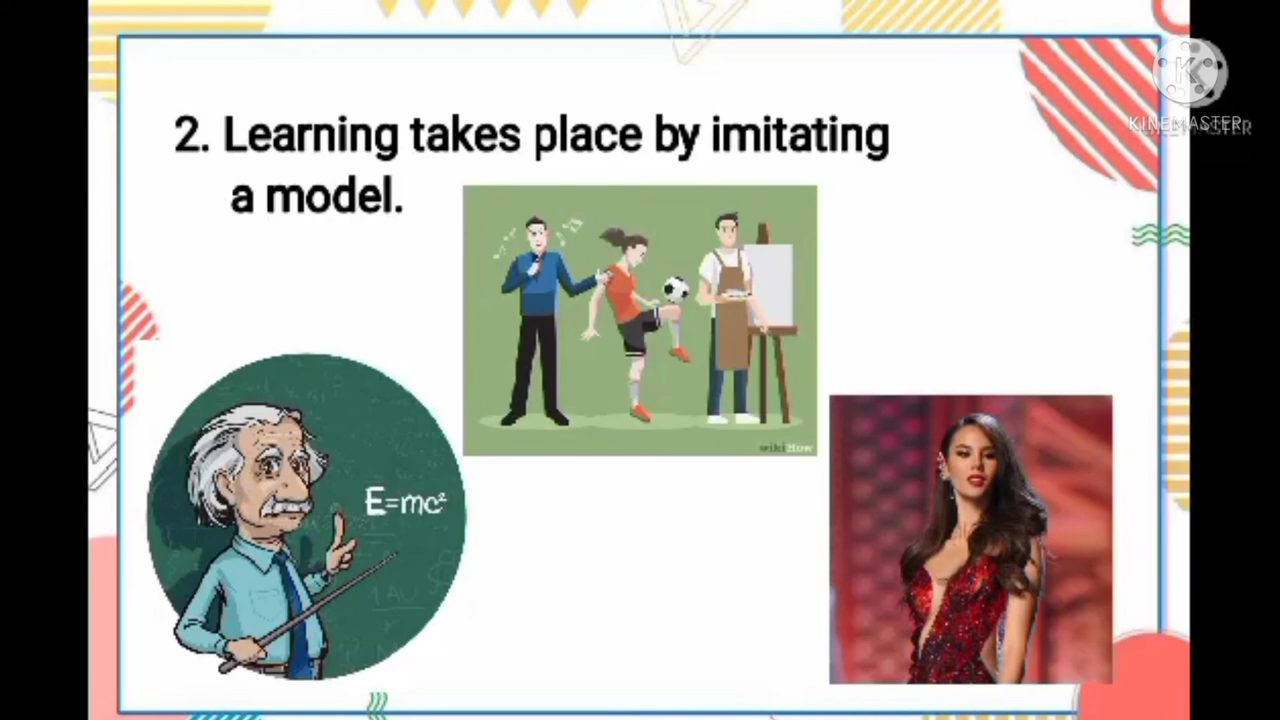 KINEMASTER
2. Learning takes place by imitating
a model.
wikiHow
E=mc²